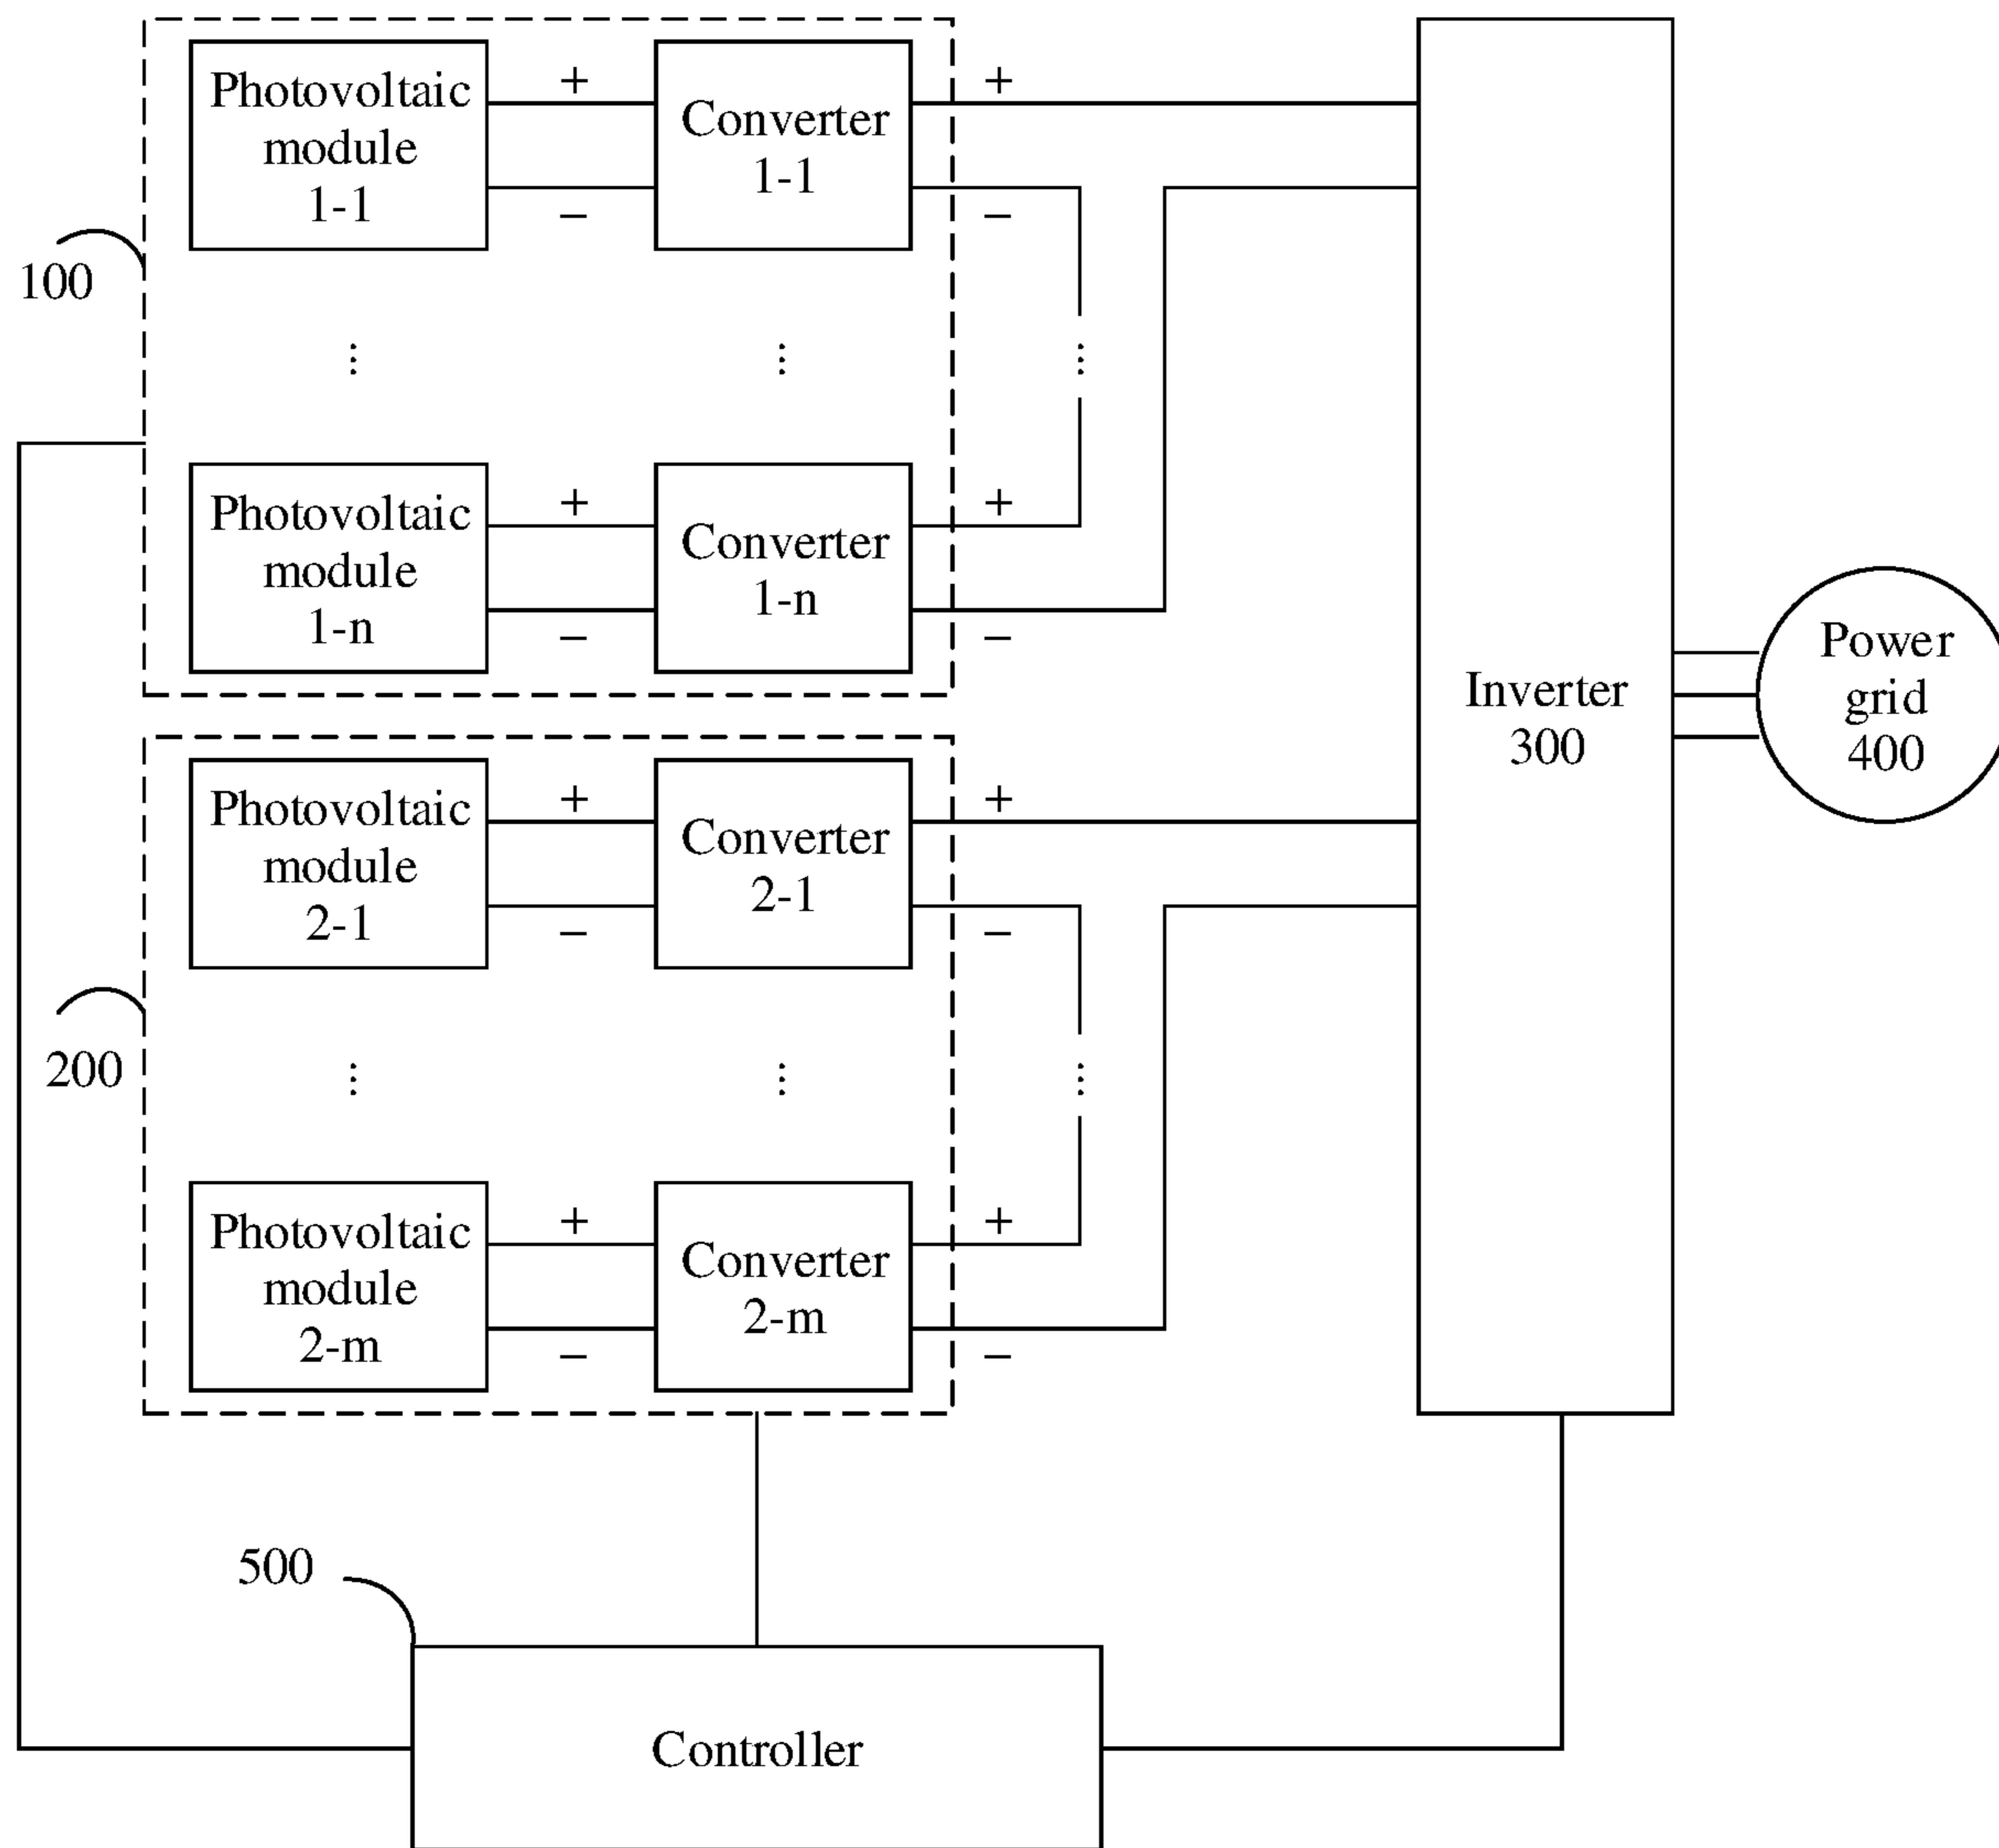 Photovoltaic
module
1-1
+
−
Converter
1-1
+
−
100
Photovoltaic
module
1-n
+
−
Converter
1-n
+
−
Photovoltaic
module
2-1
+
−
Converter
2-1
+
−
200
Photovoltaic
module
2-m
+
−
Converter
2-m
+
−
Inverter
300
Power
grid
400
500
Controller